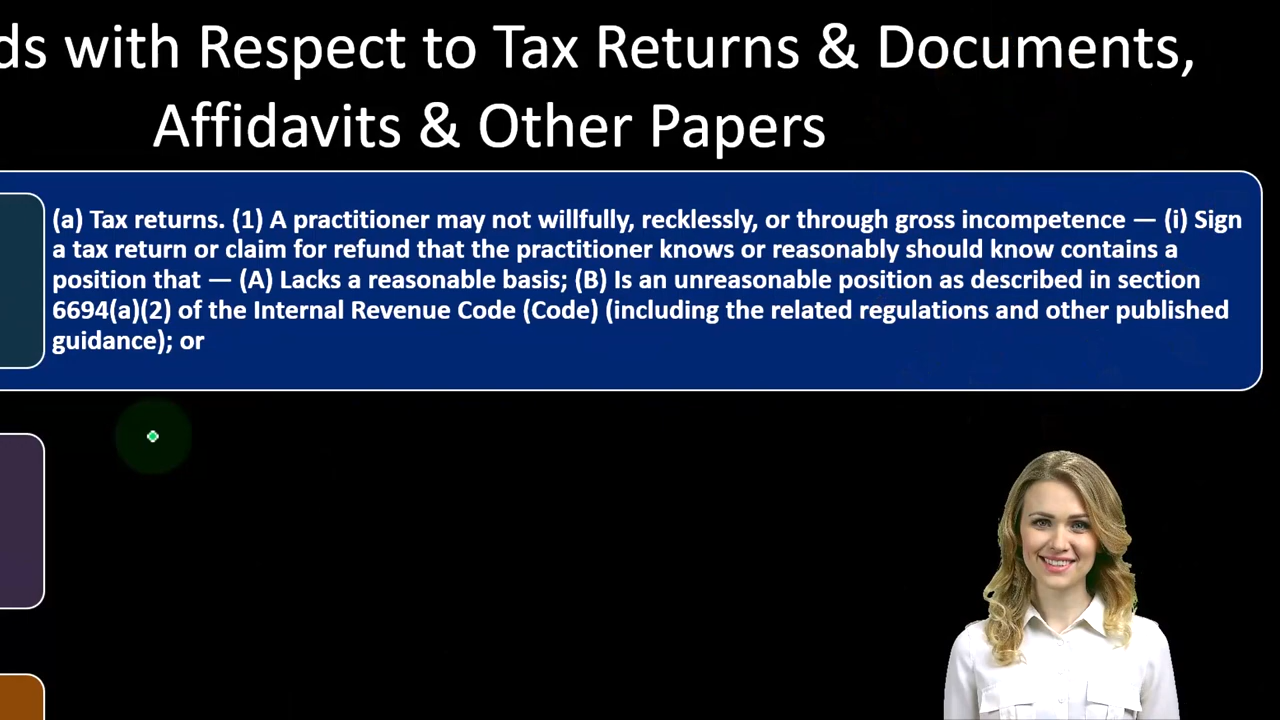 ds with Respect to Tax Returns & Documents,
Affidavits & Other Papers
(a) Tax returns. (1) A practitioner may not willfully, recklessly, or through gross incompetence — (i) Sign
a tax return or claim for refund that the practitioner knows or reasonably should know contains a
position that — (A) Lacks a reasonable basis; (B) Is an unreasonable position as described in section
6694(a)(2) of the Internal Revenue Code (Code) (including the related regulations and other published
guidance); or